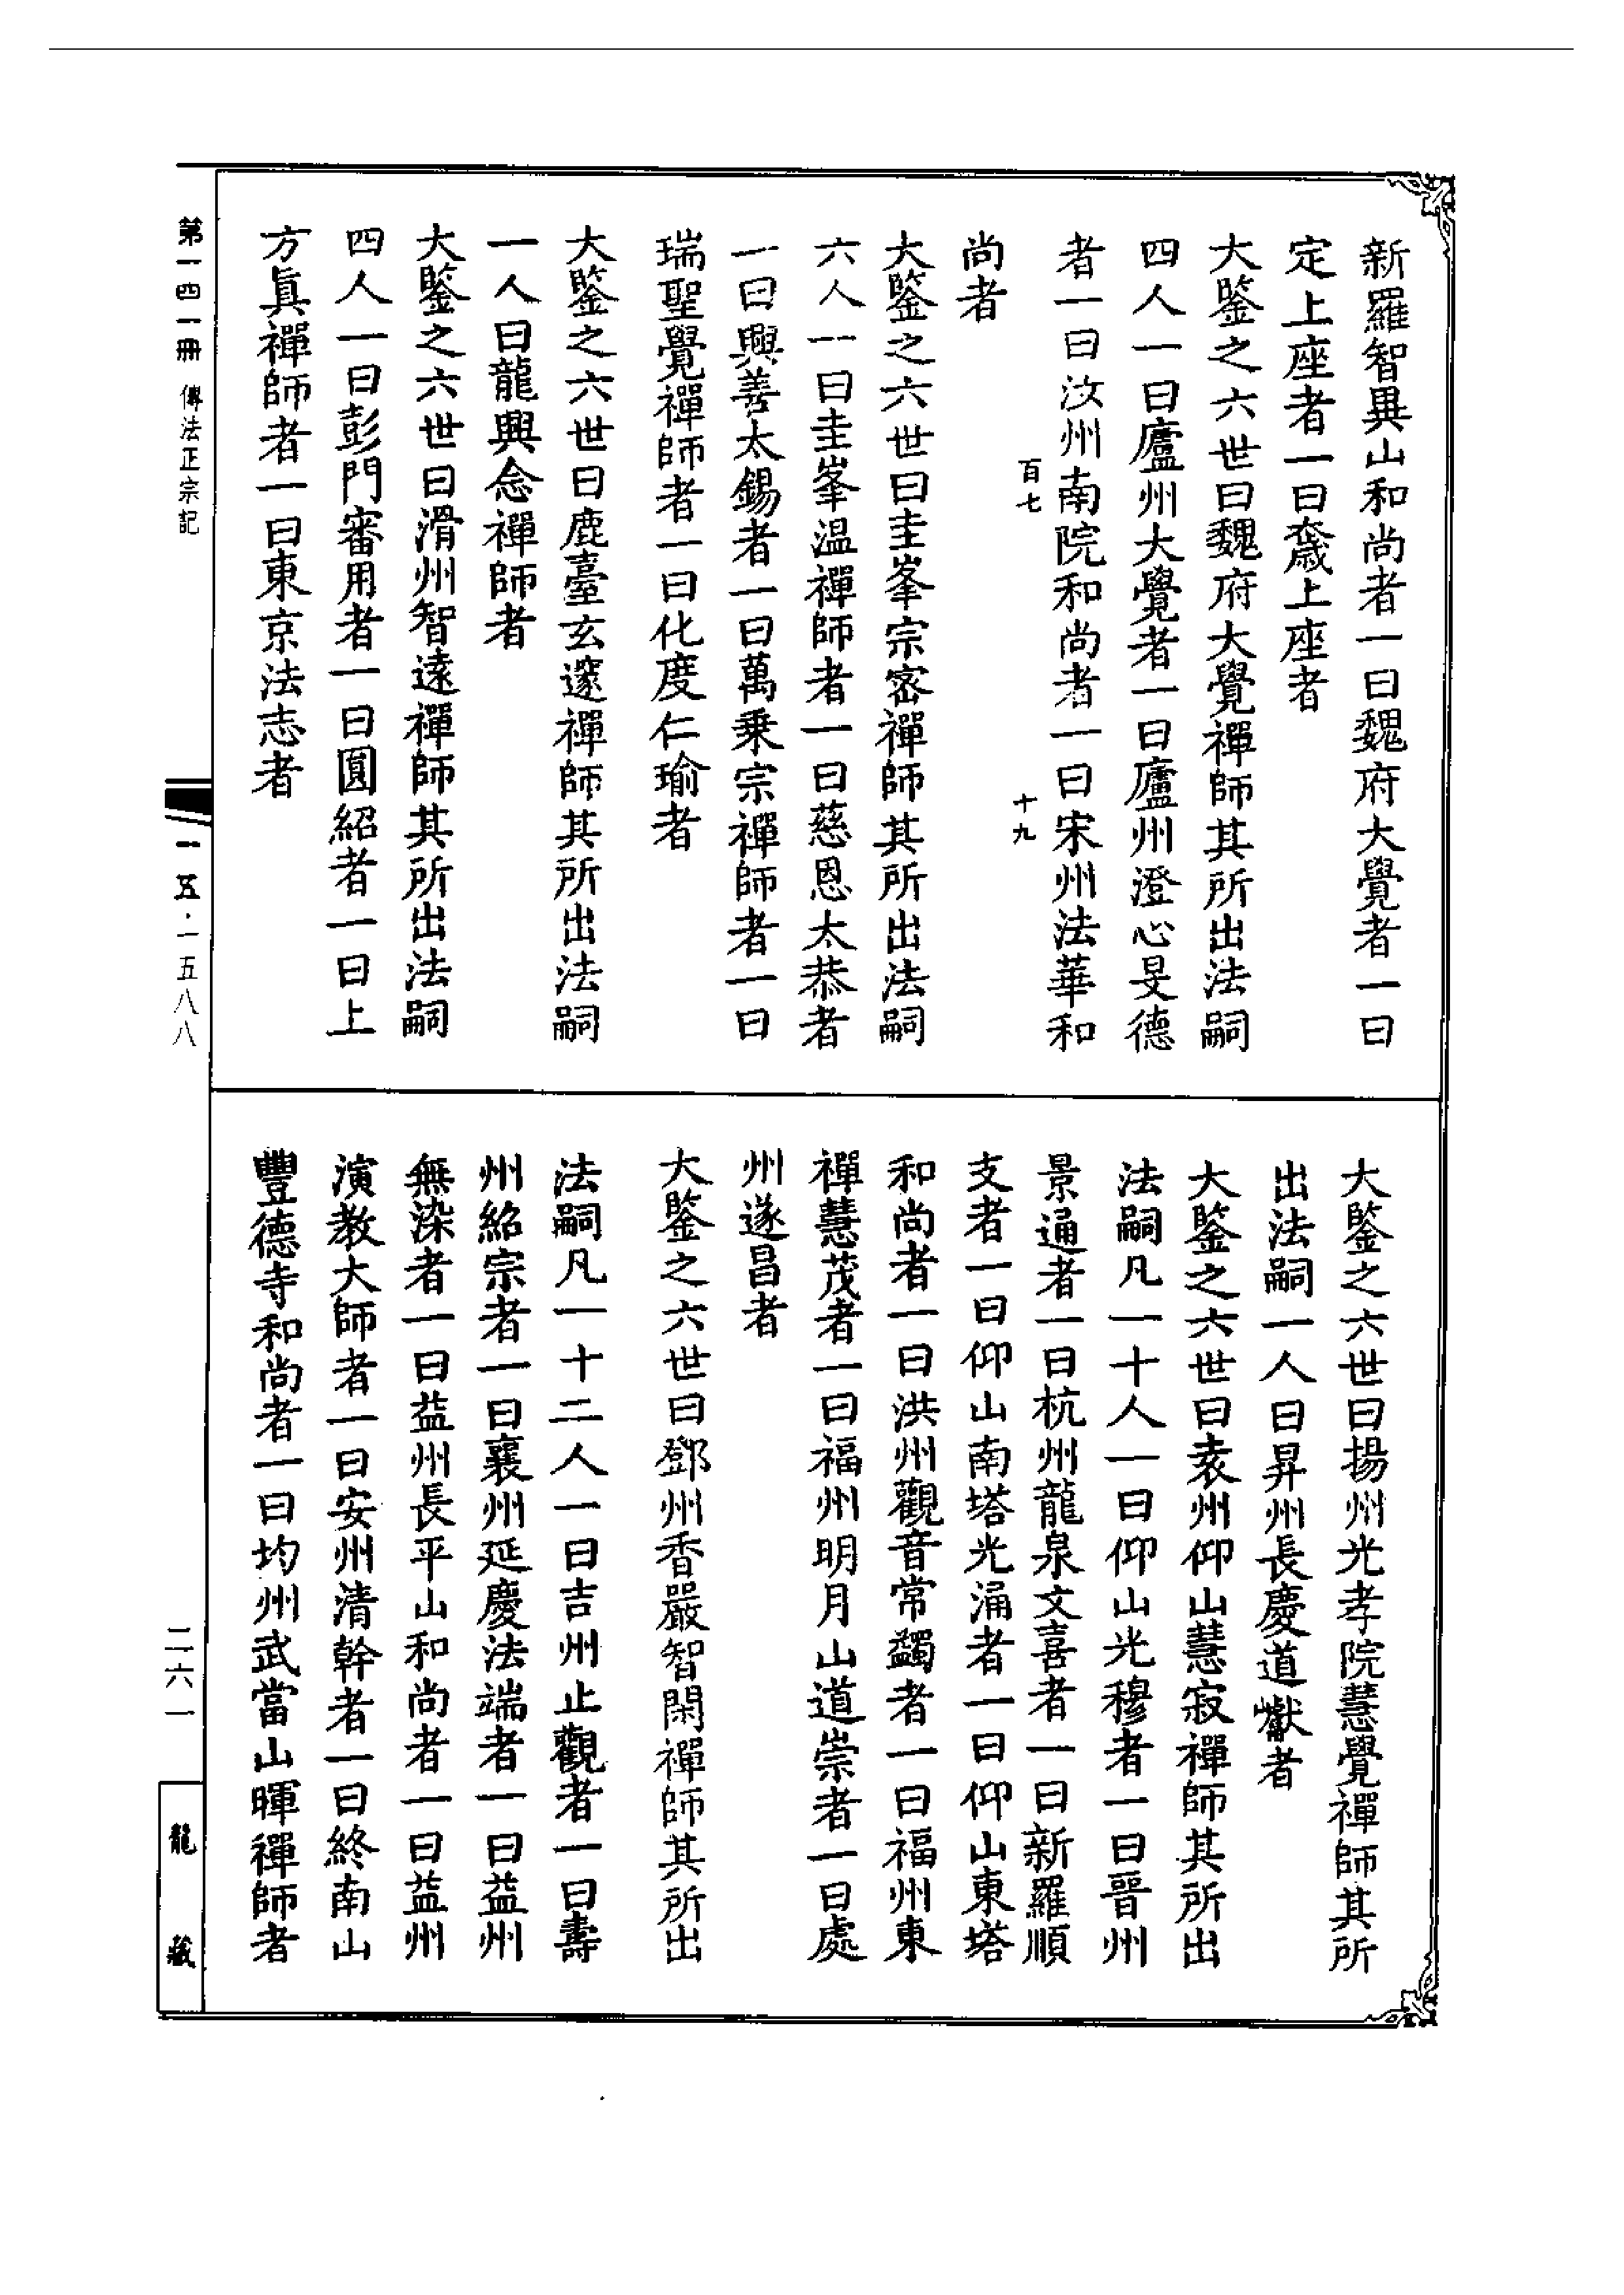 新羅智異山和尚者一曰魏府大覺者一曰
定上座者一曰奯上座者
大鑒之六世曰魏府大覺禪師其所出法嗣
四人一曰廬州大覺者一曰廬州澄心旻德
者一曰汝州南院和尚者一曰宋州法華和
百七
十九
尚者
大鑒之六世曰圭峯宗密禪師其所出法嗣
六人一曰圭峯温禪師者一曰慈恩太恭者
一曰興善太錫者一曰萬乗宗禪師者一曰
瑞聖覺禪師者一曰化度仁瑜者
大鑒之六世曰鹿臺玄邃禪師其所出法嗣
一人曰龍興念禪師者
大鑒之六世曰滑州智逺禪師其所出法嗣
四人一曰彭門審用者一曰圓紹者一曰上
方眞禪師者一曰東京法志者
大鑒之六世曰揚州光孝院慧覺禪師其所
出法嗣一人曰昇州長慶道巘者
大鑒之六世曰袁州仰山慧寂禪師其所出
法嗣凡一十人一曰仰山光穆者一曰晉州
景通者一曰杭州龍泉文喜者一曰新羅順
支者一曰仰山南塔光涌者一曰仰山東塔
和尚者一曰洪州觀音常蠲者一曰福州東
禪慧茂者一曰福州明月山道崇者一曰處
州遂昌者
大鑒之六世曰鄧州香嚴智閑禪師其所出
法嗣凡一十二人一曰吉州止觀者一曰壽
州紹宗者一曰襄州延慶法端者一曰益州
無染者一曰益州長平山和尚者一曰益州
演教大師者一曰安州清幹者一曰終南山
豐德寺和尚者一曰均州武當山暉禪師者
第一四一冊 傳法正宗記
一一五·一五八八
二六一
龍藏